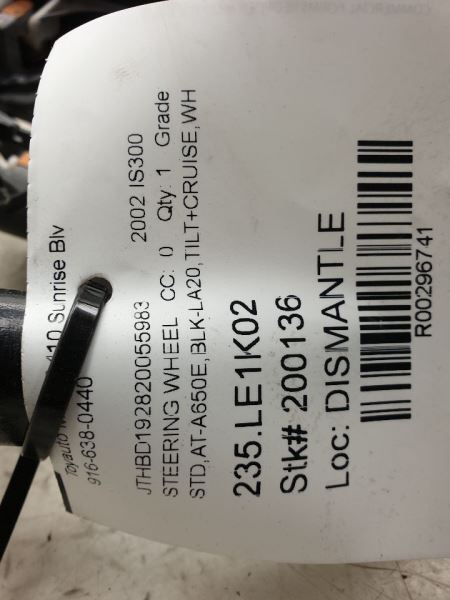 110 Sunrise Blv
Toyauto
916-638-0440
JTHBD192820055983 2002 IS300
STEERING WHEEL CC: 0 Qty: 1 Grade
STD,AT-A650E,BLK-LA20,TILT+CRUISE,WH
235.LE1K02
Stk# 200136
Loc: DISMANTLE
R00296741